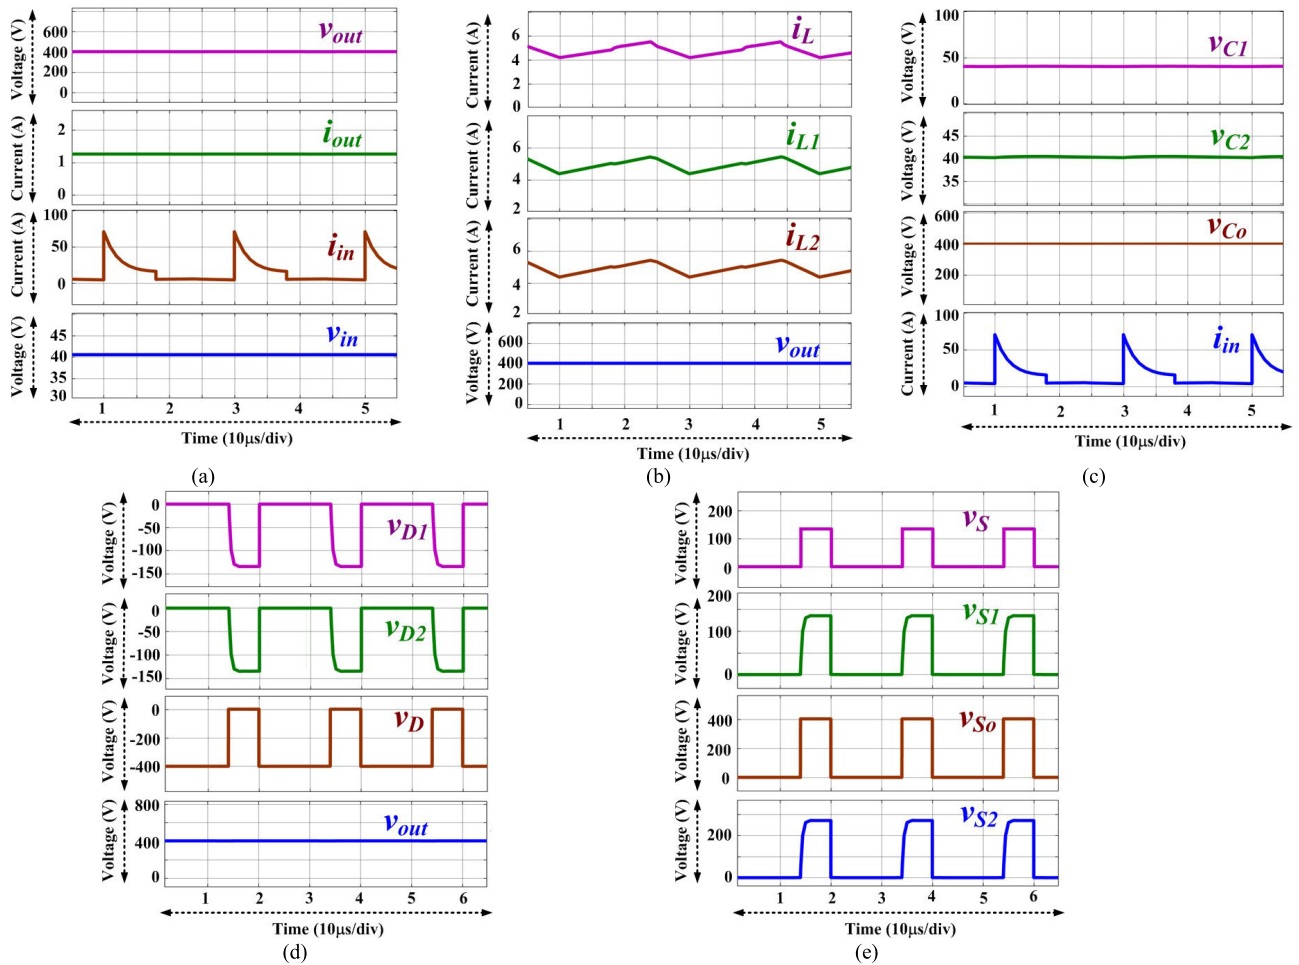 Voltage (V)
800
600
400
200
0
v_out
Current (A)
2
1
0
i_out
Current (A)
100
50
0
i_in
Voltage (V)
45
40
35
30
v_in
1 2 3 4 5
Time (10μs/div)
(a)
Current (A)
6
4
2
0
i_L
Current (A)
6
4
2
i_L1
Current (A)
6
4
2
i_L2
Voltage (V)
600
400
200
0
v_out
1 2 3 4 5
Time (10μs/div)
(b)
Voltage (V)
100
50
0
v_C1
Voltage (V)
45
40
35
v_C2
Voltage (V)
600
400
200
0
v_Co
Current (A)
100
50
0
i_in
1 2 3 4 5
Time (10μs/div)
(c)
Voltage (V)
0
-50
-100
-150
v_D1
Voltage (V)
0
-50
-100
-150
v_D2
Voltage (V)
0
-200
-400
v_D
Voltage (V)
800
400
0
v_out
1 2 3 4 5 6
Time (10μs/div)
(d)
Voltage (V)
200
100
0
v_S
Voltage (V)
200
100
0
v_S1
Voltage (V)
400
200
0
v_So
Voltage (V)
200
0
v_S2
1 2 3 4 5 6
Time (10μs/div)
(e)